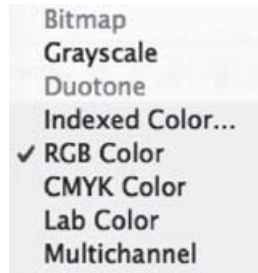 Bitmap
Grayscale
Duotone
Indexed Color...
✓ RGB Color
CMYK Color
Lab Color
Multichannel